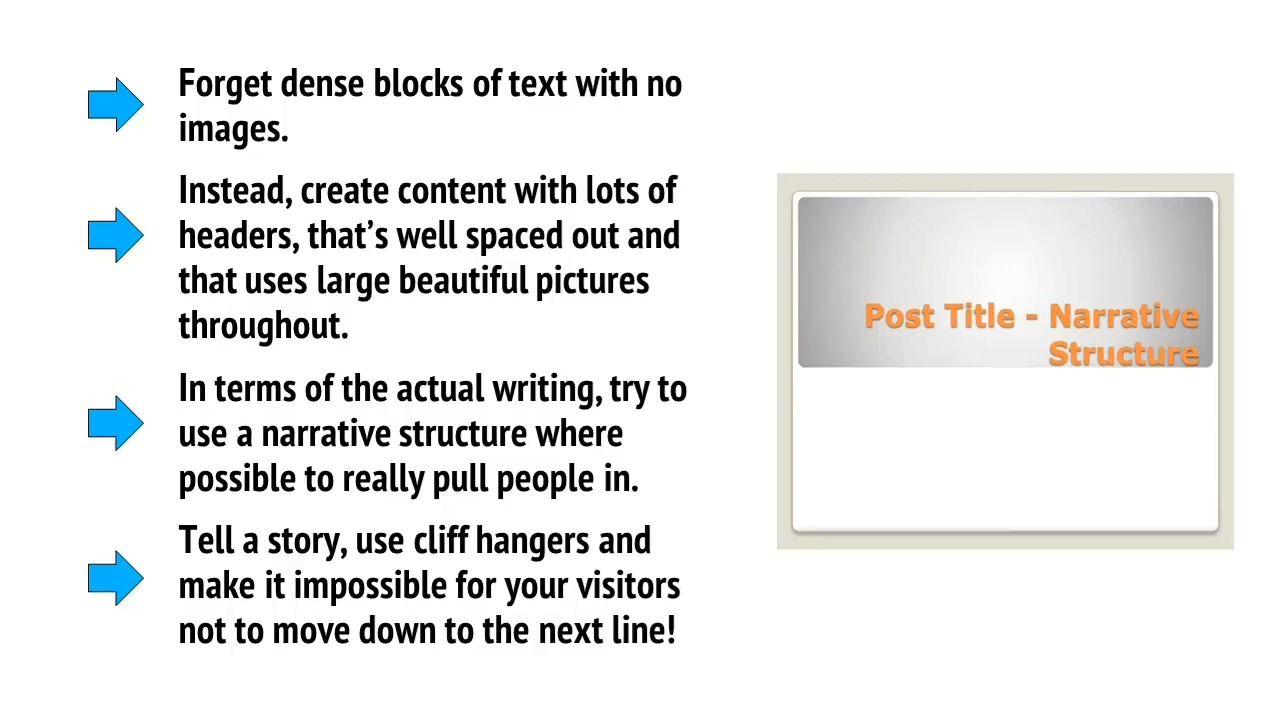 Forget dense blocks of text with no
images.
Instead, create content with lots of
headers, that’s well spaced out and
that uses large beautiful pictures
throughout.
In terms of the actual writing, try to
use a narrative structure where
possible to really pull people in.
Tell a story, use cliff hangers and
make it impossible for your visitors
not to move down to the next line!
Post Title - Narrative
Structure